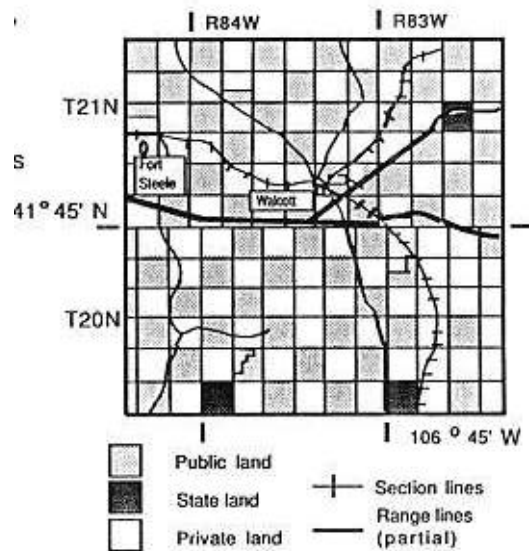 R84W R83W
T21N
Fort
Steele
S
Walcott
41° 45' N
T20N
106° 45' W
Public land
State land
Private land
Section lines
Range lines
(partial)